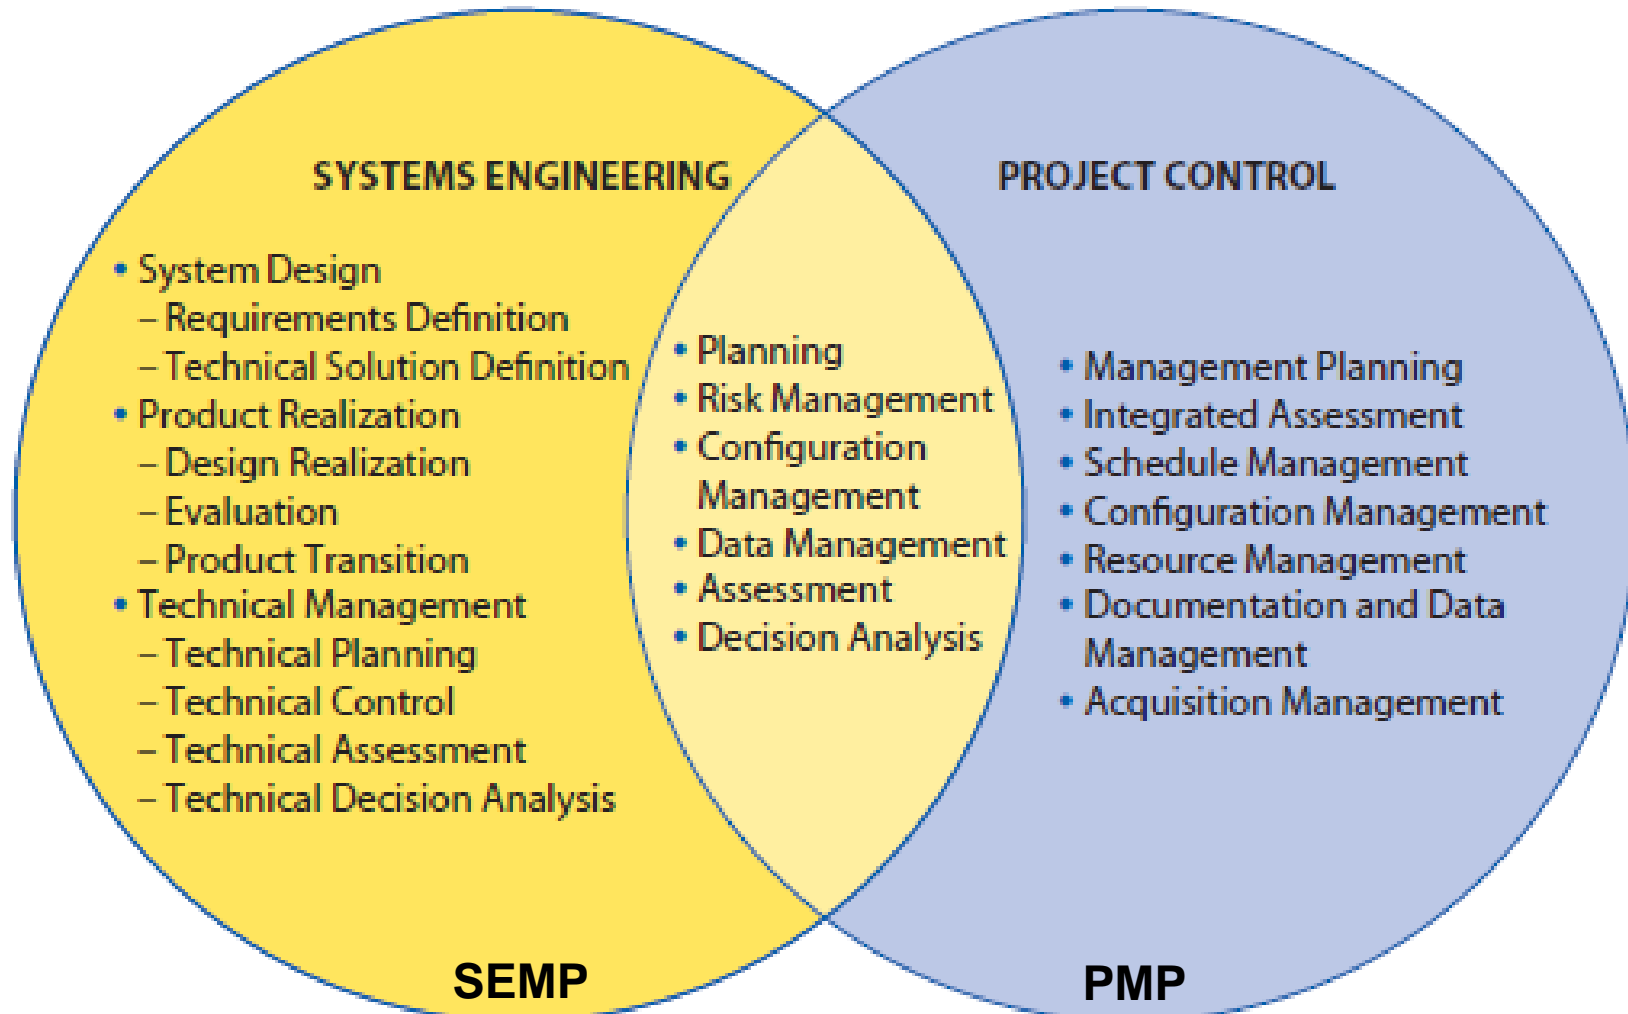 SYSTEMS ENGINEERING
• System Design
– Requirements Definition
– Technical Solution Definition
• Product Realization
– Design Realization
– Evaluation
– Product Transition
• Technical Management
– Technical Planning
– Technical Control
– Technical Assessment
– Technical Decision Analysis
SEMP
• Planning
• Risk Management
• Configuration
Management
• Data Management
• Assessment
• Decision Analysis
PROJECT CONTROL
• Management Planning
• Integrated Assessment
• Schedule Management
• Configuration Management
• Resource Management
• Documentation and Data
Management
• Acquisition Management
PMP